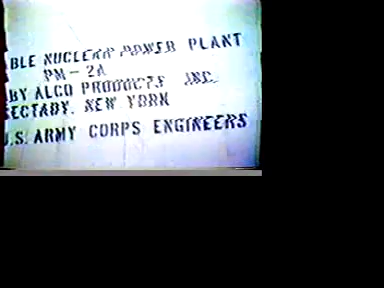 BLE NUCLEAR POWER PLANT
PM-2A
BY ALCO PRODUCTS INC.
ECTADY. NEW YORK
U.S. ARMY CORPS ENGINEERS